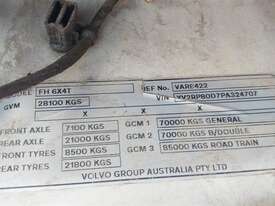 MODEL FH 6X4T REF No. VARE422
GVM 28100 KGS VIN
X X X
FRONT AXLE 7100 KGS GCM 1 70000 KGS GENERAL
REAR AXLE 21000 KGS GCM 2 70000 KGS B/DOUBLE
FRONT TYRES 8500 KGS GCM 3 85000 KGS ROAD TRAIN
REAR TYRES 21800 KGS
VOLVO GROUP AUSTRALIA PTY LTD